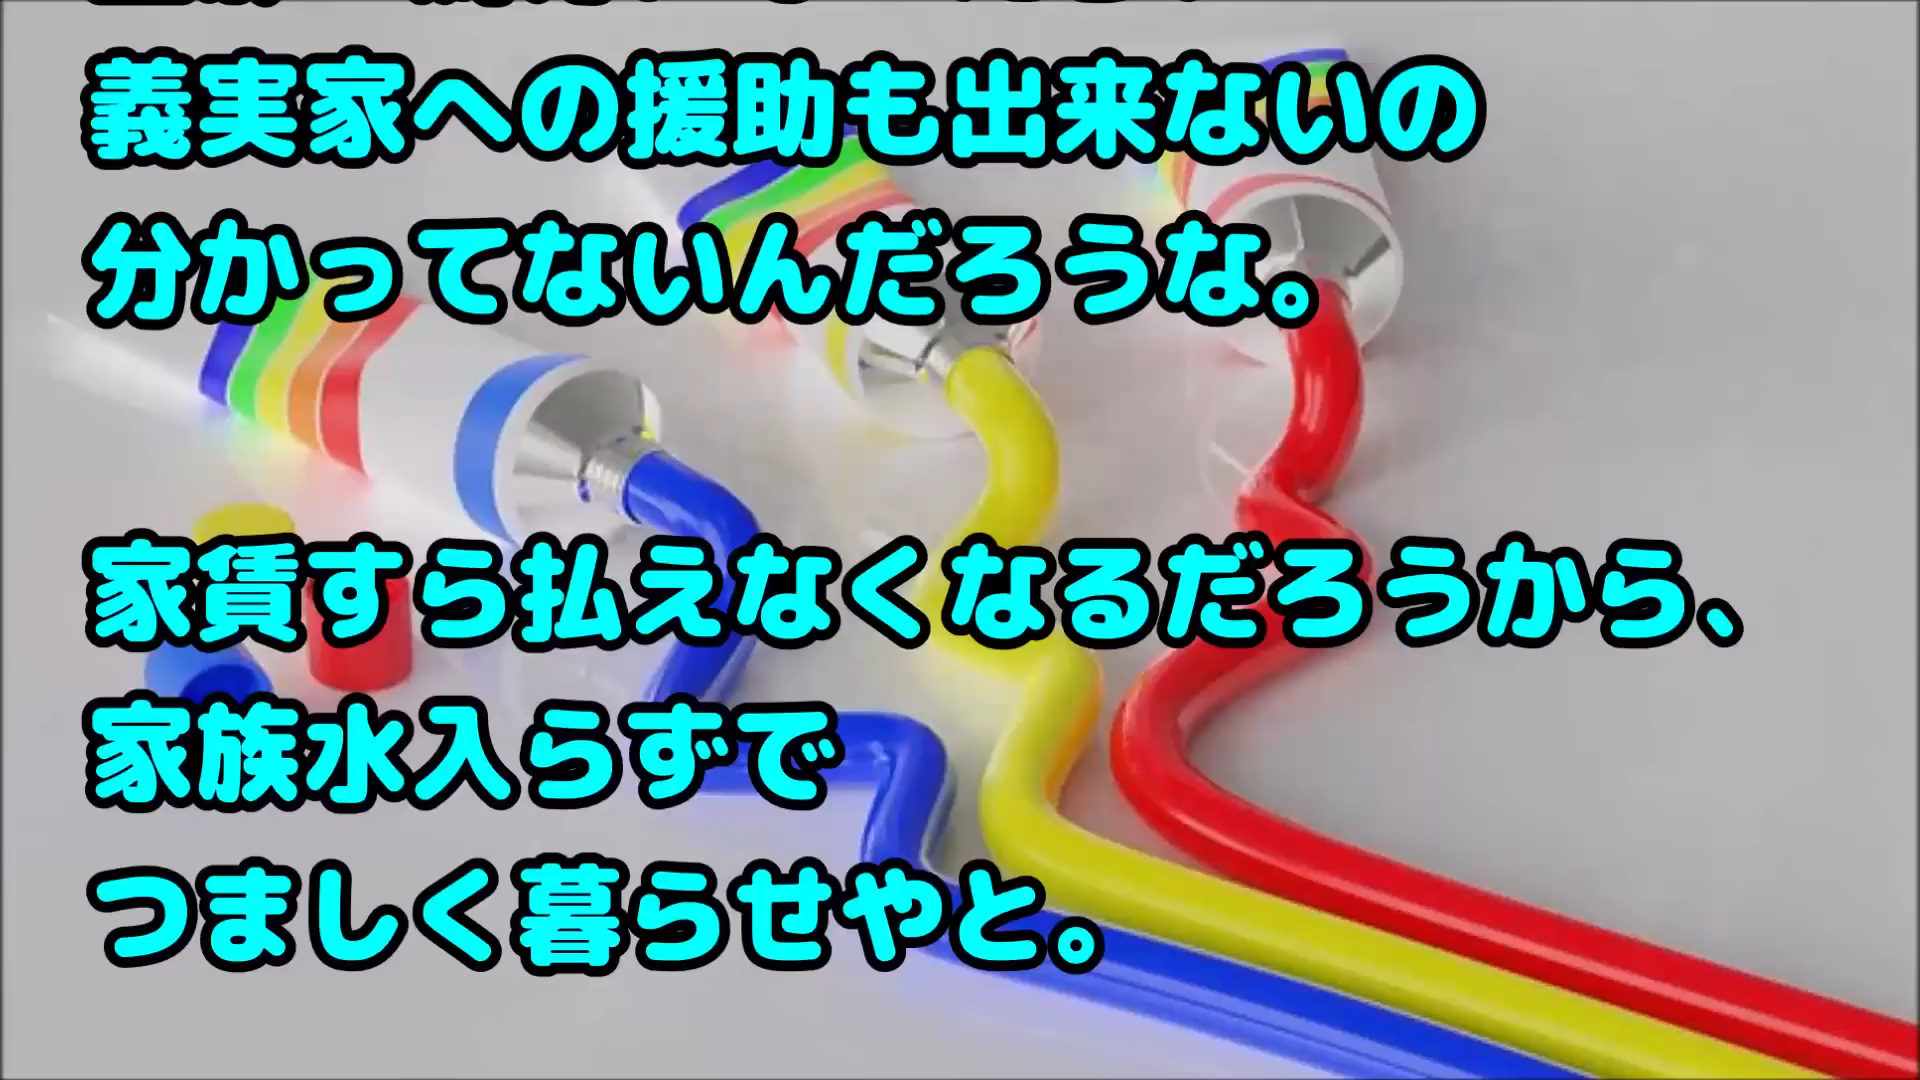 義実家への援助も出来ないの
分かってないんだろうな。
家賃すら払えなくなるだろうから、
家族水入らずで
つましく暮らせやと。